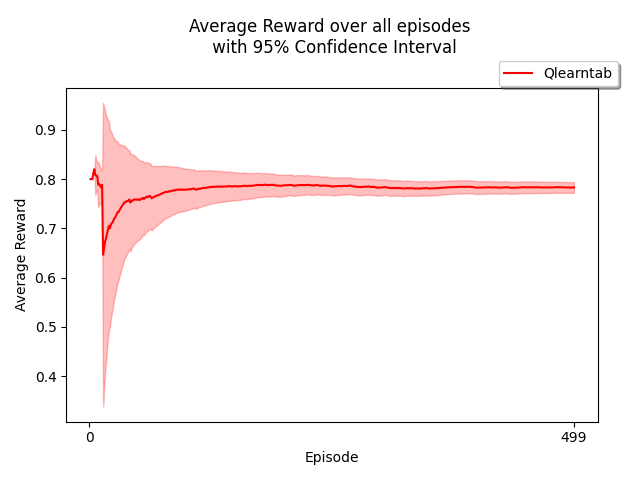 Average Reward over all episodes
with 95% Confidence Interval
Qlearntab
0.9
0.8
0.7
0.6
0.5
0.4
Average Reward
0
499
Episode